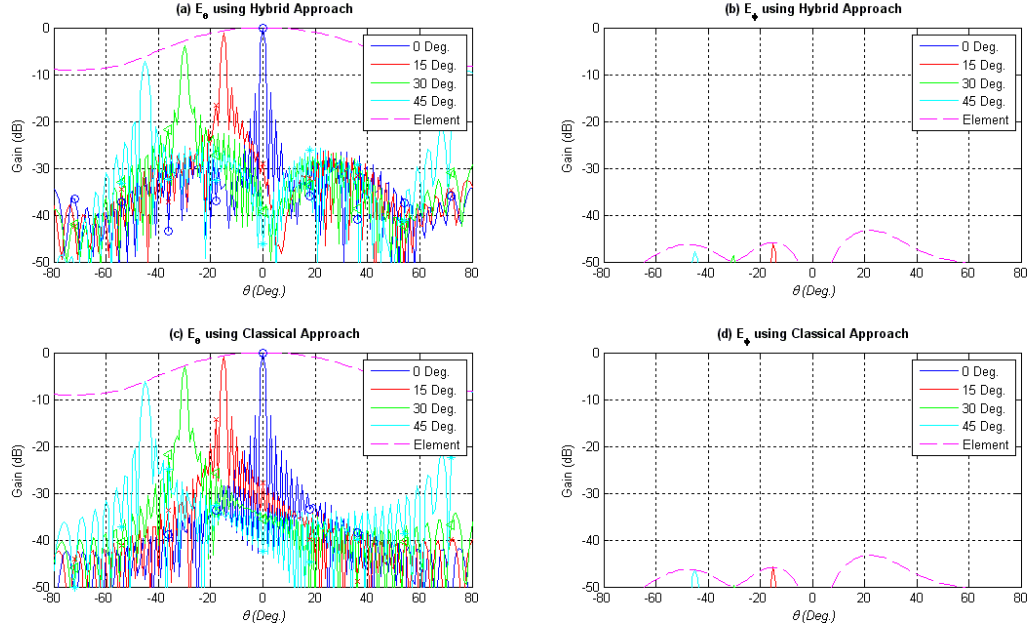 (a) E_θ using Hybrid Approach
0
-10
-20
-30
-40
-50
Gain (dB)
-80 -60 -40 -20 0 20 40 60 80
θ (Deg.)
0 Deg.
15 Deg.
30 Deg.
45 Deg.
Element
(b) E_ϕ using Hybrid Approach
0
-10
-20
-30
-40
-50
Gain (dB)
-80 -60 -40 -20 0 20 40 60 80
θ (Deg.)
0 Deg.
15 Deg.
30 Deg.
45 Deg.
Element
(c) E_θ using Classical Approach
0
-10
-20
-30
-40
-50
Gain (dB)
-80 -60 -40 -20 0 20 40 60 80
θ (Deg.)
0 Deg.
15 Deg.
30 Deg.
45 Deg.
Element
(d) E_ϕ using Classical Approach
0
-10
-20
-30
-40
-50
Gain (dB)
-80 -60 -40 -20 0 20 40 60 80
θ (Deg.)
0 Deg.
15 Deg.
30 Deg.
45 Deg.
Element